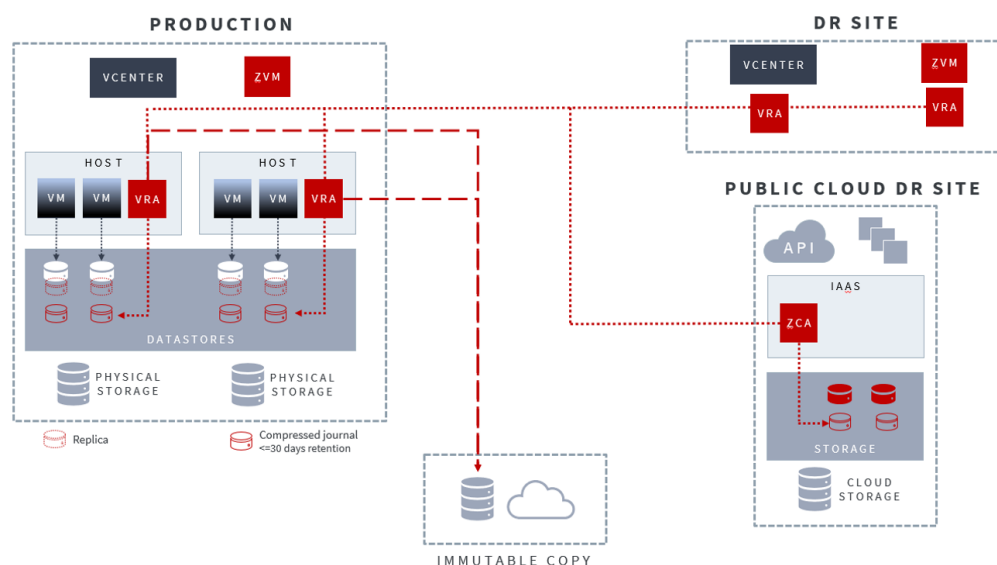 PRODUCTION
VCENTER
ZVM
HOST
VM
VM
VRA
HOST
VM
VM
VRA
DATASTORES
PHYSICAL
STORAGE
PHYSICAL
STORAGE
Replica
Compressed journal
<=30 days retention
DR SITE
VCENTER
ZVM
VRA
VRA
PUBLIC CLOUD DR SITE
API
IAAS
ZCA
STORAGE
CLOUD
STORAGE
IMMUTABLE COPY